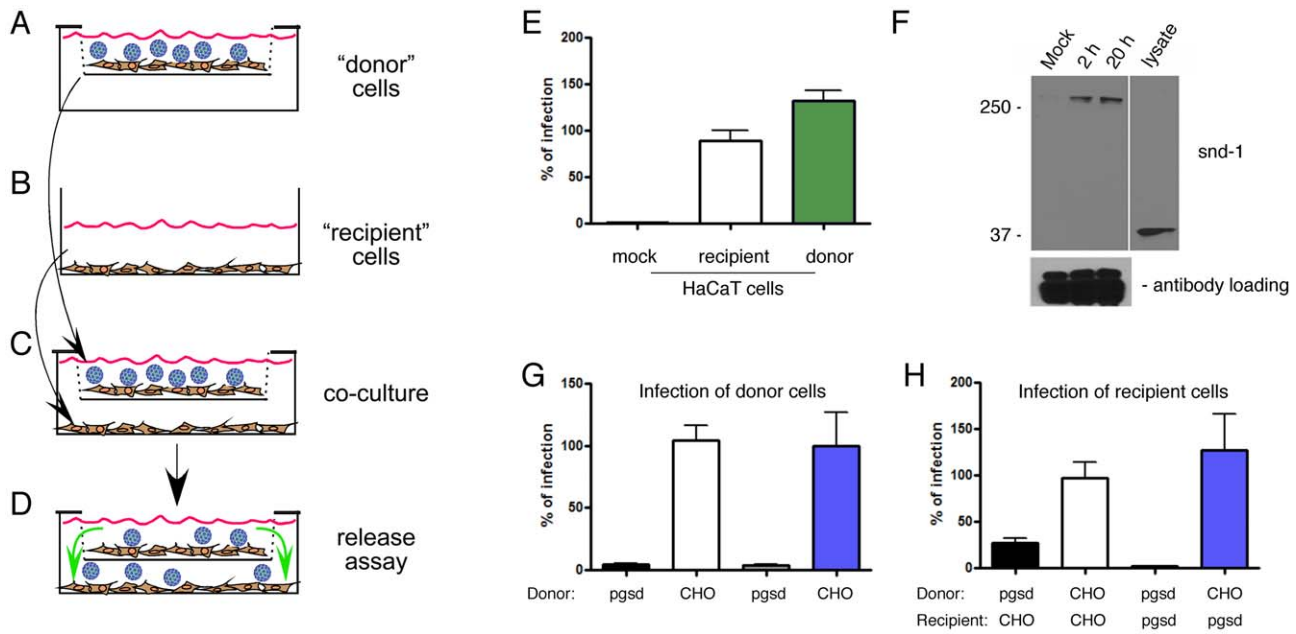 A
"donor"
cells
B
"recipient"
cells
C
co-culture
D
release
assay
E
% of infection
200
150
100
50
0
mock recipient donor
HaCaT cells
F
Mock 2 h 20 h lysate
250 -
37 -
snd-1
- antibody loading
G
Infection of donor cells
% of infection
150
100
50
0
Donor: pgsd CHO pgsd CHO
H
Infection of recipient cells
% of infection
200
150
100
50
0
Donor: pgsd CHO pgsd CHO
Recipient: CHO CHO pgsd pgsd